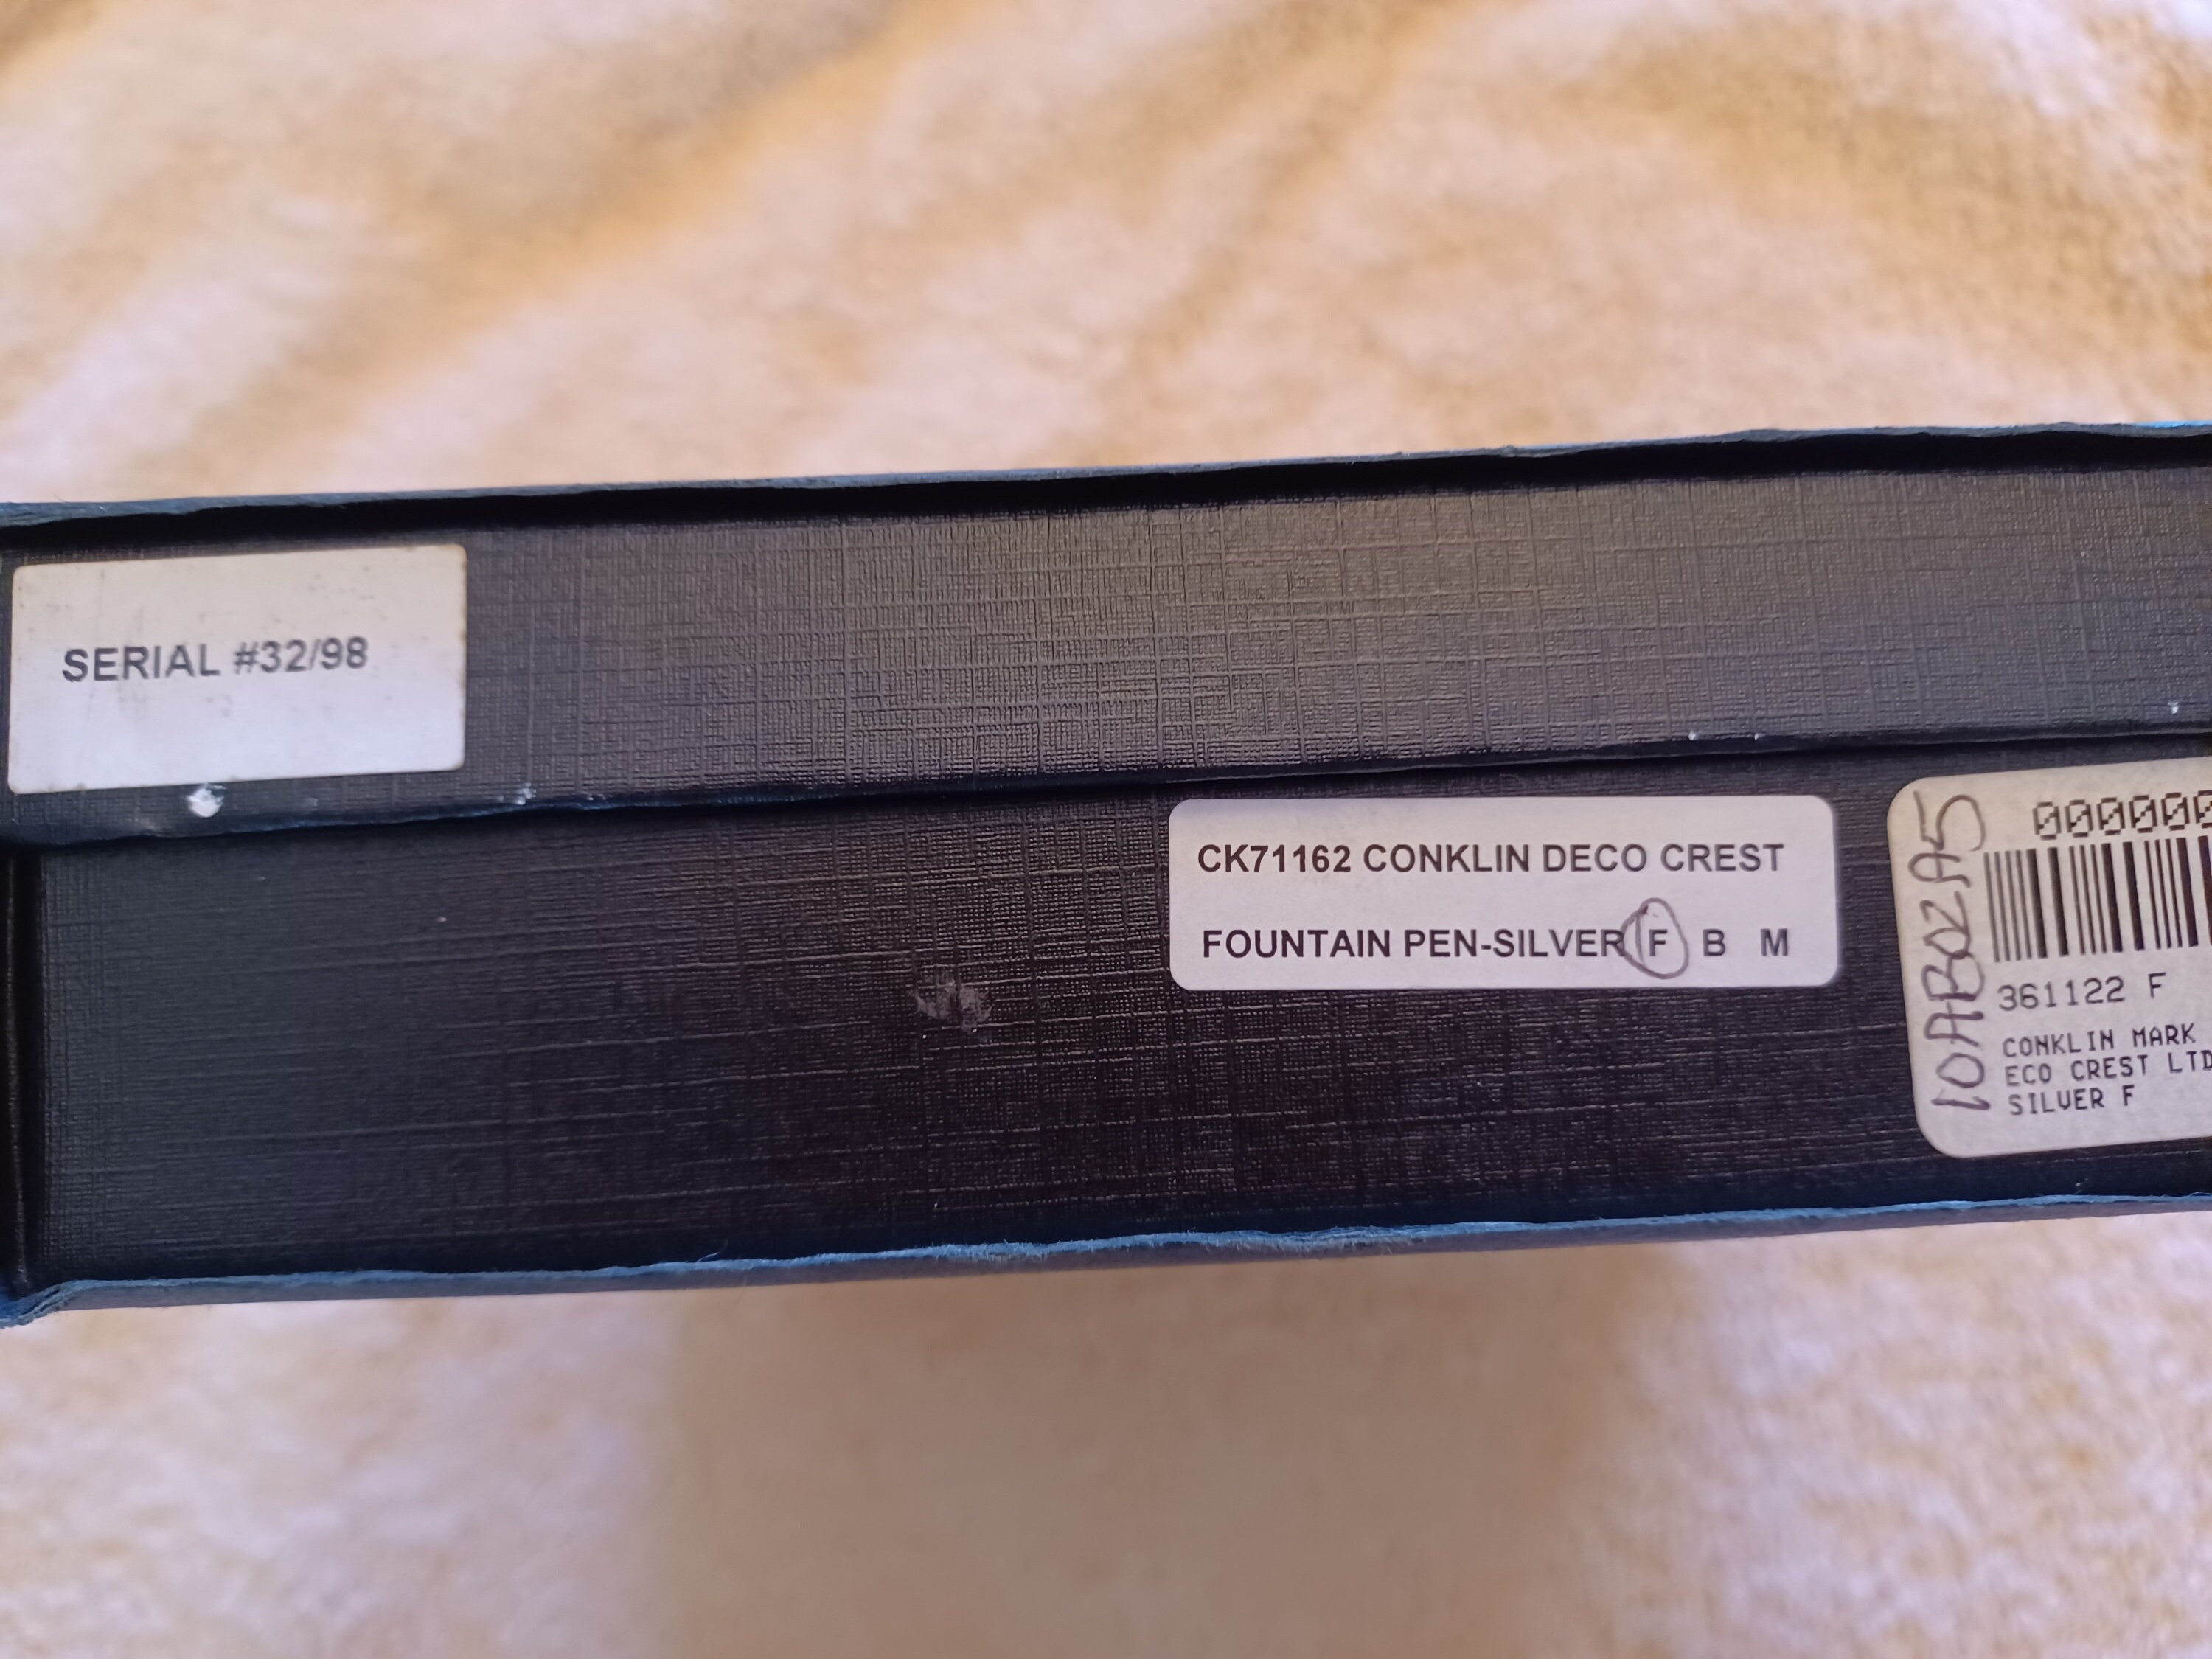 SERIAL #32/98
CK71162 CONKLIN DECO CREST
FOUNTAIN PEN-SILVER F B M
10AB02A5
000000
361122 F
CONKLIN MARK
ECO CREST LTD
SILVER F